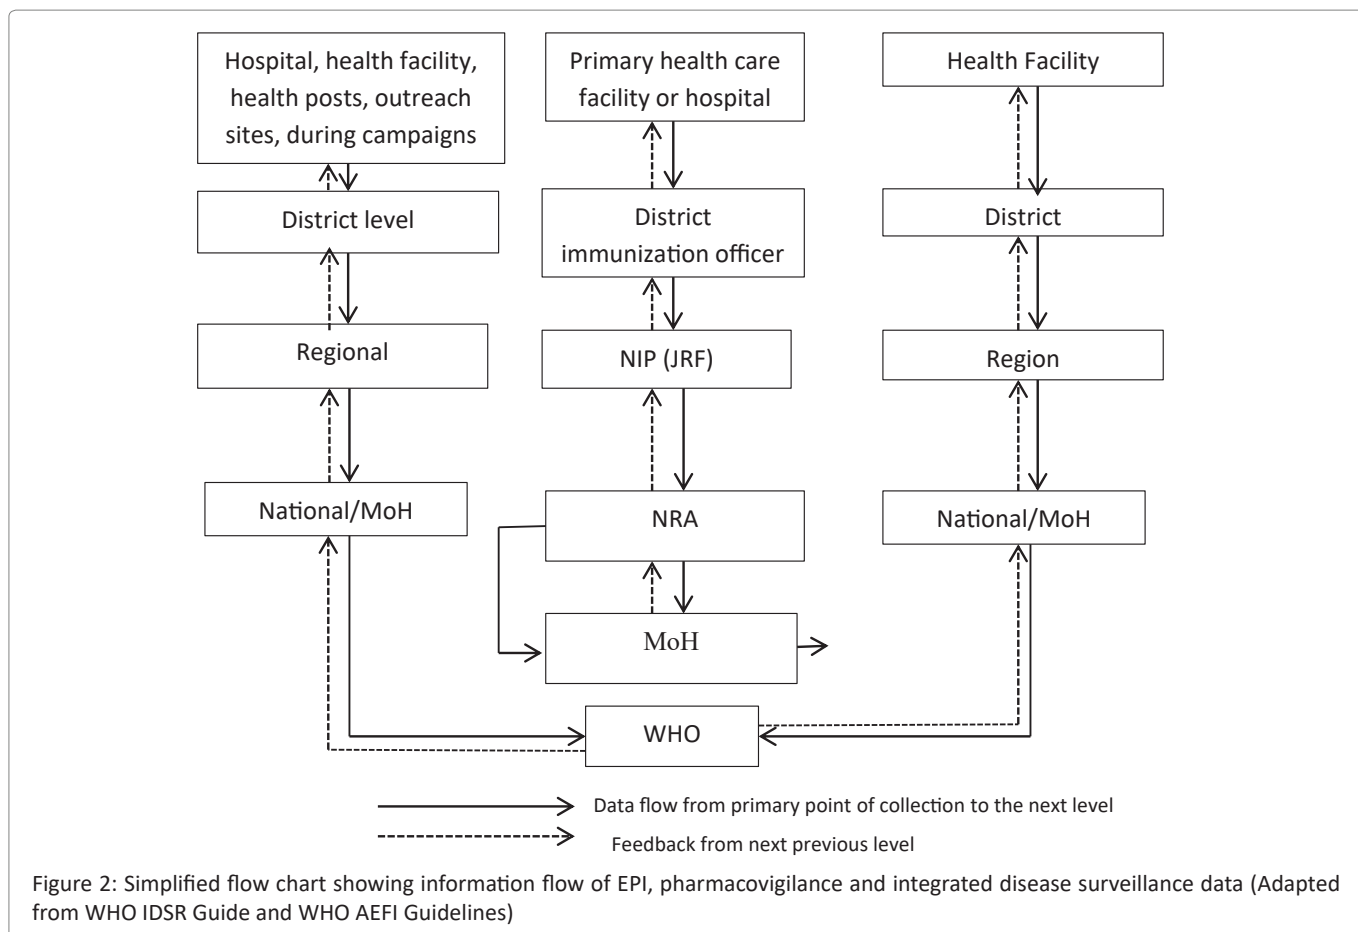 Hospital, health facility,
health posts, outreach
sites, during campaigns
District level
Regional
National/MoH
Primary health care
facility or hospital
District
immunization officer
NIP (JRF)
NRA
MoH
Health Facility
District
Region
National/MoH
WHO
Data flow from primary point of collection to the next level
Feedback from next previous level
Figure 2: Simplified flow chart showing information flow of EPI, pharmacovigilance and integrated disease surveillance data (Adapted
from WHO IDSR Guide and WHO AEFI Guidelines)